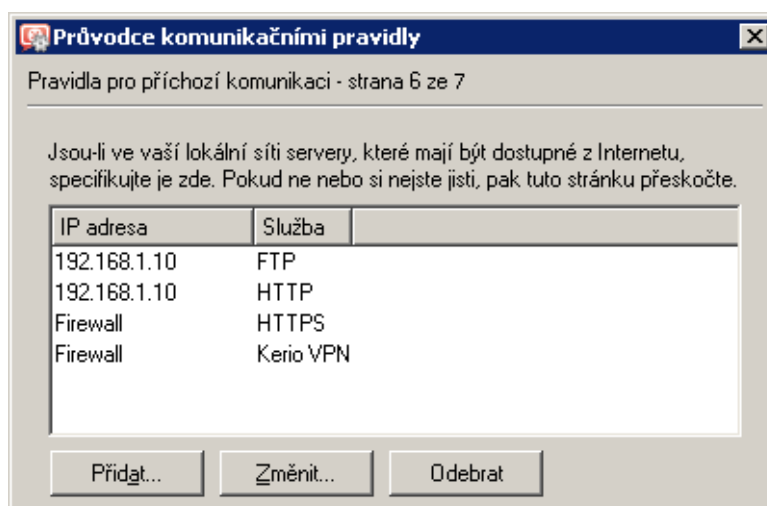 Průvodce komunikačními pravidly
Pravidla pro příchozí komunikaci - strana 6 ze 7
Jsou-li ve vaší lokální síti servery, které mají být dostupné z Internetu,
specifikujte je zde. Pokud ne nebo si nejste jisti, pak tuto stránku přeskočte.
IP adresa Služba
192.168.1.10 FTP
192.168.1.10 HTTP
Firewall HTTPS
Firewall Kerio VPN
Přidat... Změnit... Odebrat